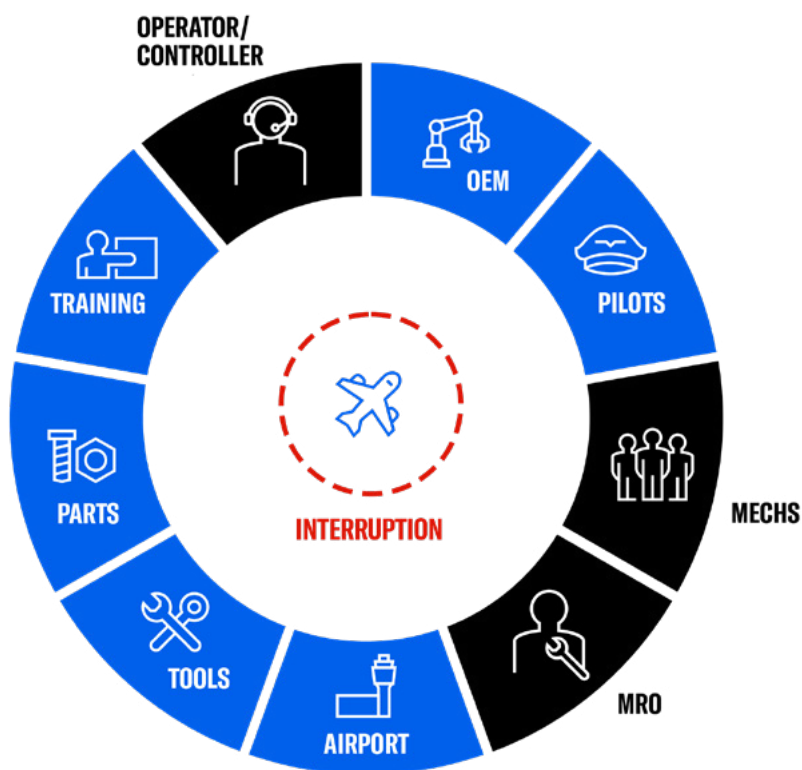 OPERATOR/
CONTROLLER
OEM
PILOTS
TRAINING
PARTS
MECHS
INTERRUPTION
TOOLS
MRO
AIRPORT